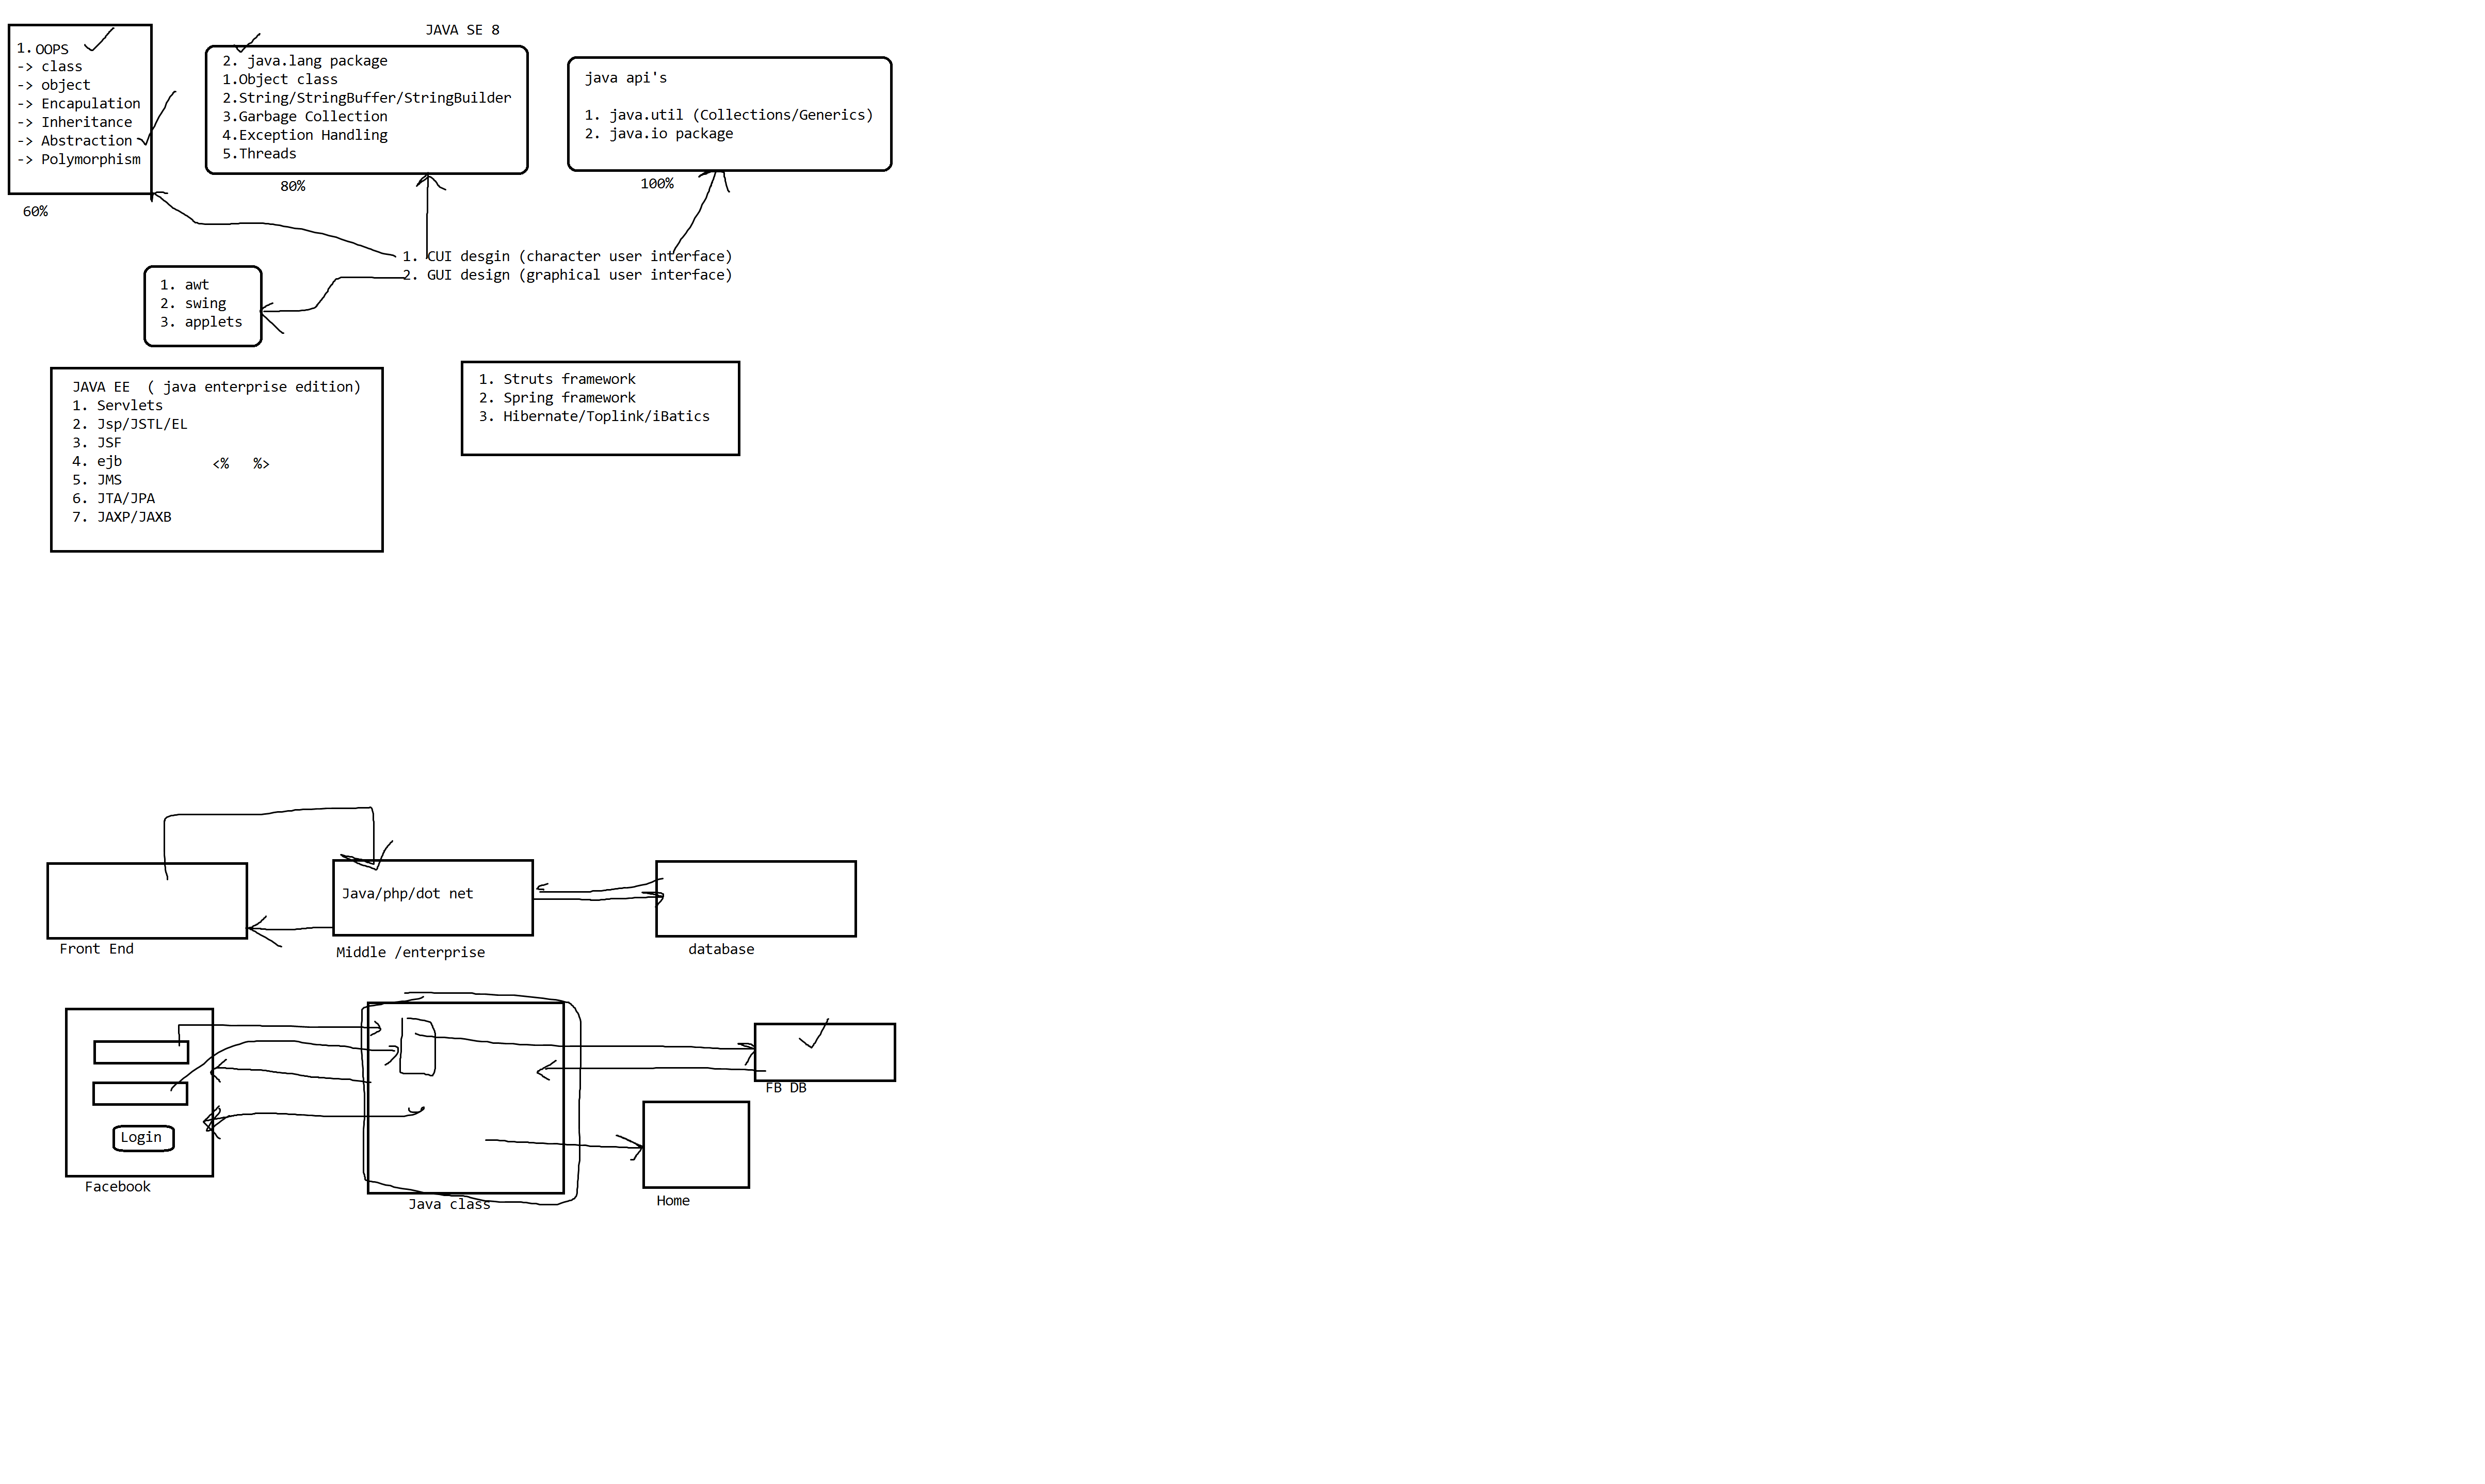 JAVA SE 8
1. OOPS
-> class
-> object
-> Encapulation
-> Inheritance
-> Abstraction
-> Polymorphism
60%
2. java.lang package
1.Object class
2.String/StringBuffer/StringBuilder
3.Garbage Collection
4.Exception Handling
5.Threads
80%
java api's
1. java.util (Collections/Generics)
2. java.io package
100%
1. CUI desgin (character user interface)
2. GUI design (graphical user interface)
1. awt
2. swing
3. applets
JAVA EE  ( java enterprise edition)
1. Servlets
2. Jsp/JSTL/EL
3. JSF
4. ejb
<%   %>
5. JMS
6. JTA/JPA
7. JAXP/JAXB
1. Struts framework
2. Spring framework
3. Hibernate/Toplink/iBatics
Java/php/dot net
Front End
Middle /enterprise
database
Login
Facebook
Java class
FB DB
Home